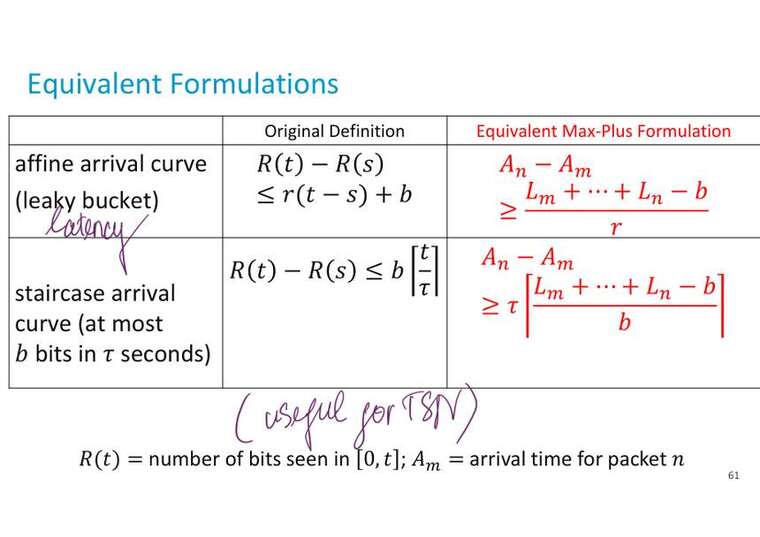 Equivalent Formulations
Original Definition
Equivalent Max-Plus Formulation
affine arrival curve
(leaky bucket)
latency
R(t) − R(s)
≤ r(t − s) + b
A_n − A_m
≥ (L_m + ⋯ + L_n − b) / r
staircase arrival
curve (at most
b bits in τ seconds)
R(t) − R(s) ≤ b ⌈t/τ⌉
A_n − A_m
≥ τ ⌈(L_m + ⋯ + L_n − b) / b⌉
(useful for TSN)
R(t) = number of bits seen in [0, t]; A_m = arrival time for packet n
61